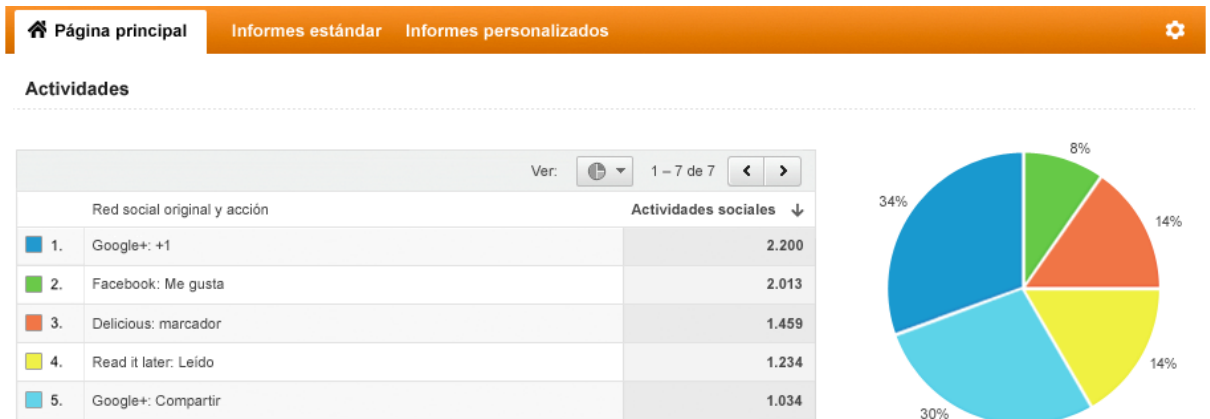 Página principal Informes estándar Informes personalizados
Actividades
Ver: 1 – 7 de 7
Red social original y acción Actividades sociales
1. Google+: +1 2.200
2. Facebook: Me gusta 2.013
3. Delicious: marcador 1.459
4. Read it later: Leído 1.234
5. Google+: Compartir 1.034
8%
34%
14%
14%
30%